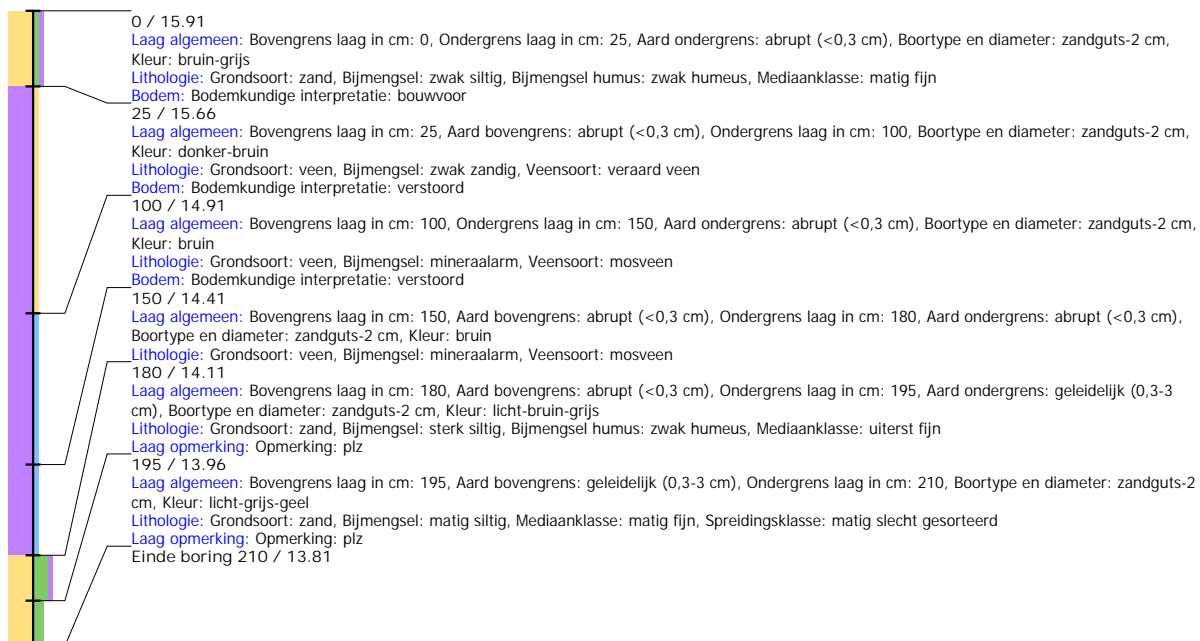 0 / 15.91
Laag algemeen: Bovengrens laag in cm: 0, Ondergrens laag in cm: 25, Aard ondergrens: abrupt (<0,3 cm), Boortype en diameter: zandguts-2 cm,
Kleur: bruin-grijs
Lithologie: Grondsoort: zand, Bijmengsel: zwak siltig, Bijmengsel humus: zwak humeus, Mediaanklasse: matig fijn
Bodem: Bodemkundige interpretatie: bouwvoor
25 / 15.66
Laag algemeen: Bovengrens laag in cm: 25, Aard bovengrens: abrupt (<0,3 cm), Ondergrens laag in cm: 100, Boortype en diameter: zandguts-2 cm,
Kleur: donker-bruin
Lithologie: Grondsoort: veen, Bijmengsel: zwak zandig, Veensoort: veraard veen
Bodem: Bodemkundige interpretatie: verstoord
100 / 14.91
Laag algemeen: Bovengrens laag in cm: 100, Ondergrens laag in cm: 150, Aard ondergrens: abrupt (<0,3 cm), Boortype en diameter: zandguts-2 cm,
Kleur: bruin
Lithologie: Grondsoort: veen, Bijmengsel: mineraalarm, Veensoort: mosveen
Bodem: Bodemkundige interpretatie: verstoord
150 / 14.41
Laag algemeen: Bovengrens laag in cm: 150, Aard bovengrens: abrupt (<0,3 cm), Ondergrens laag in cm: 180, Aard ondergrens: abrupt (<0,3 cm),
Boortype en diameter: zandguts-2 cm, Kleur: bruin
Lithologie: Grondsoort: veen, Bijmengsel: mineraalarm, Veensoort: mosveen
180 / 14.11
Laag algemeen: Bovengrens laag in cm: 180, Aard bovengrens: abrupt (<0,3 cm), Ondergrens laag in cm: 195, Aard ondergrens: geleidelijk (0,3-3
cm), Boortype en diameter: zandguts-2 cm, Kleur: licht-bruin-grijs
Lithologie: Grondsoort: zand, Bijmengsel: sterk siltig, Bijmengsel humus: zwak humeus, Mediaanklasse: uiterst fijn
Laag opmerking: Opmerking: plz
195 / 13.96
Laag algemeen: Bovengrens laag in cm: 195, Aard bovengrens: geleidelijk (0,3-3 cm), Ondergrens laag in cm: 210, Boortype en diameter: zandguts-2
cm, Kleur: licht-grijs-geel
Lithologie: Grondsoort: zand, Bijmengsel: matig siltig, Mediaanklasse: matig fijn, Spreidingsklasse: matig slecht gesorteerd
Laag opmerking: Opmerking: plz
Einde boring 210 / 13.81